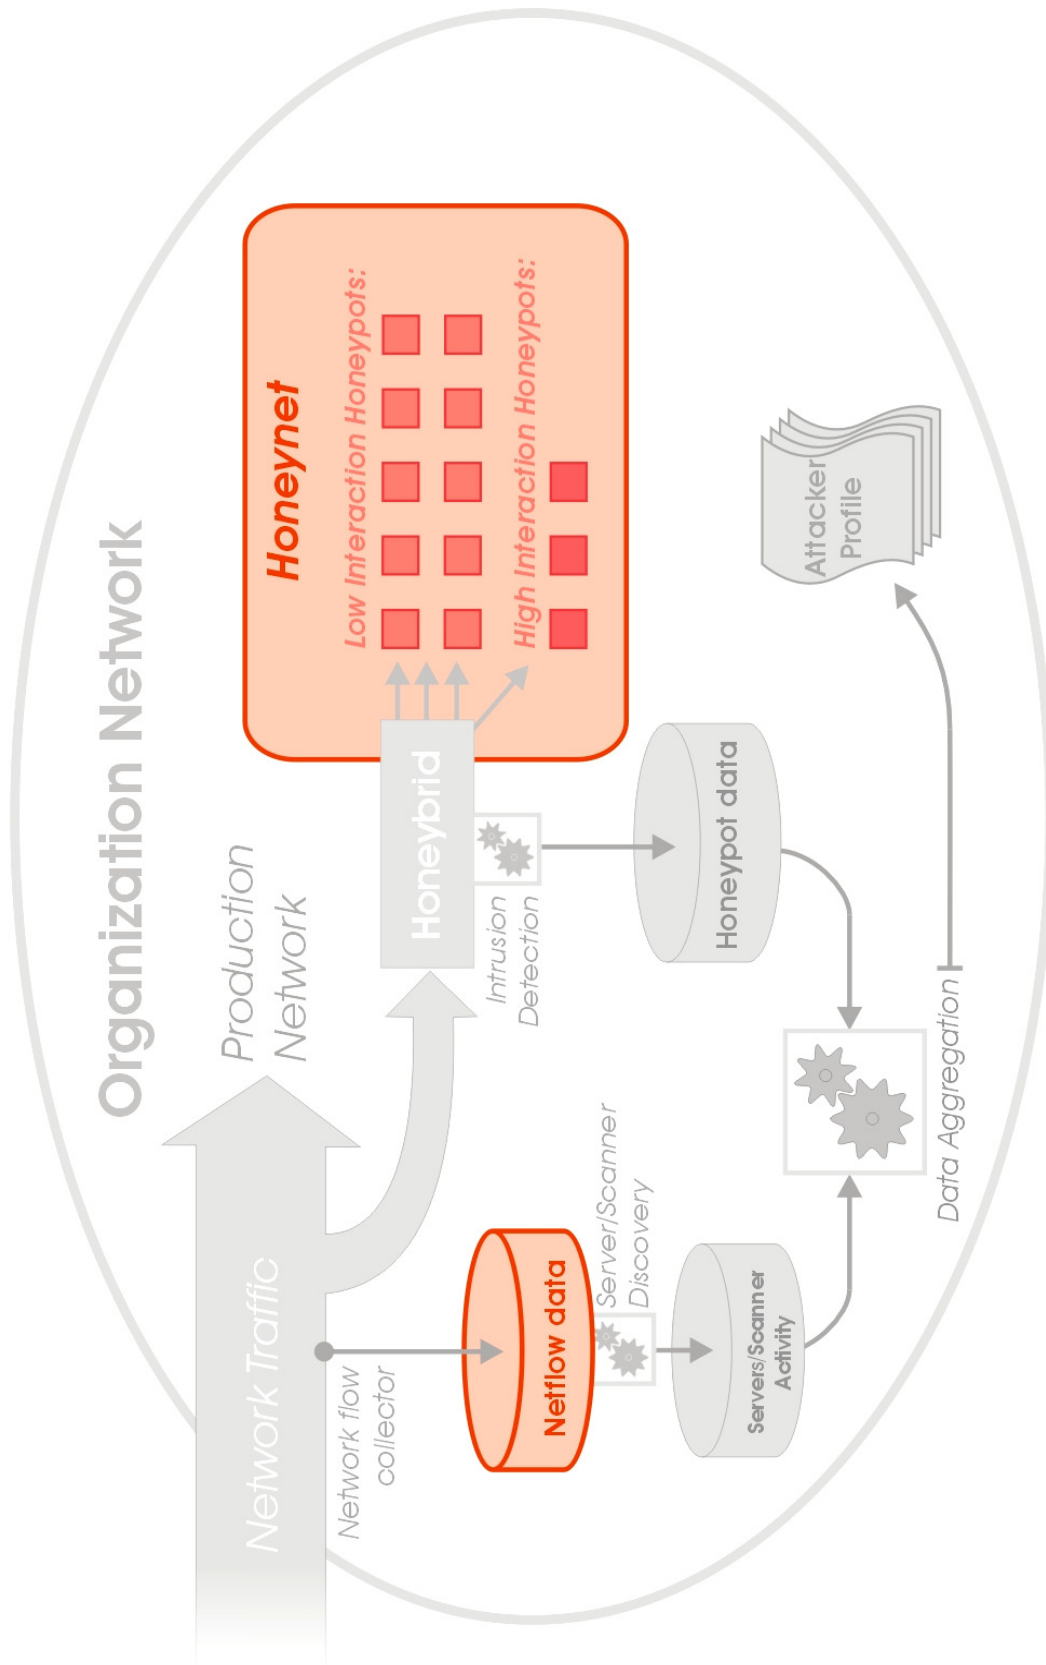 Organization Network
Production
Network
Network Traffic
Honeynet
Low Interaction Honeypots:
High Interaction Honeypots:
Honeybrid
Intrusion
Detection
Network flow
collector
Netflow data
Server/Scanner
Discovery
Servers/Scanner
Activity
Honeypot data
Data Aggregation
Attacker
Profile